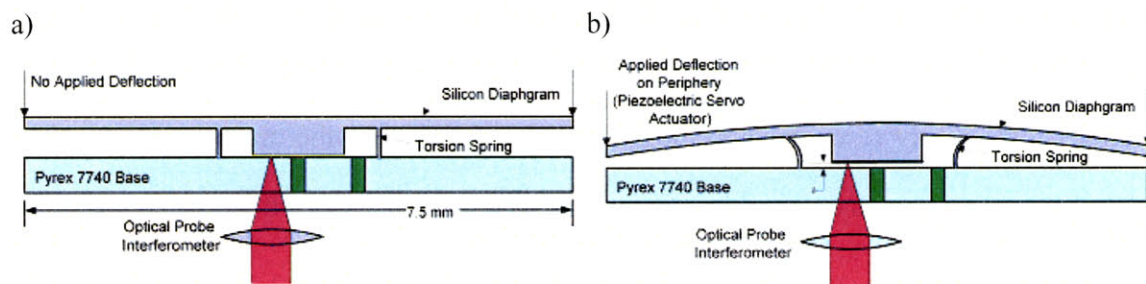 a)
No Applied Deflection
Silicon Diaphgram
Torsion Spring
Pyrex 7740 Base
7.5 mm
Optical Probe
Interferometer
b)
Applied Deflection
on Periphery
(Piezoelectric Servo
Actuator)
Silicon Diaphgram
Torsion Spring
Pyrex 7740 Base
Optical Probe
Interferometer